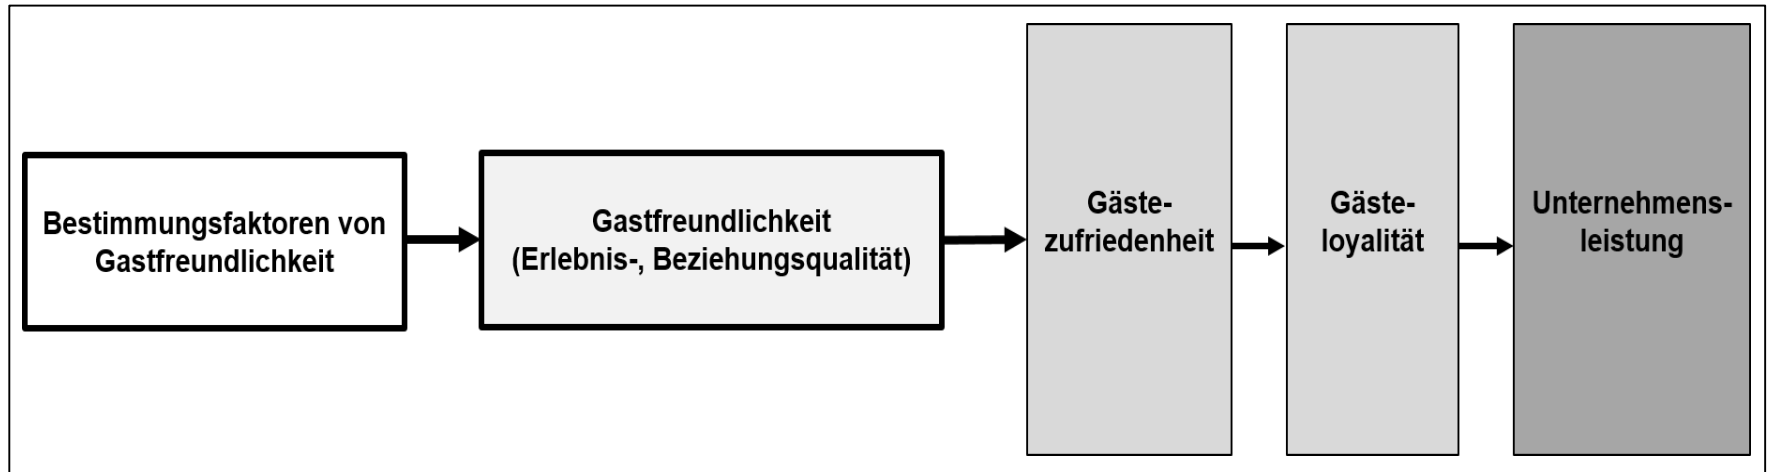 Bestimmungsfaktoren von
Gastfreundlichkeit
Gastfreundlichkeit
(Erlebnis-, Beziehungsqualität)
Gäste-
zufriedenheit
Gäste-
loyalität
Unternehmens-
leistung